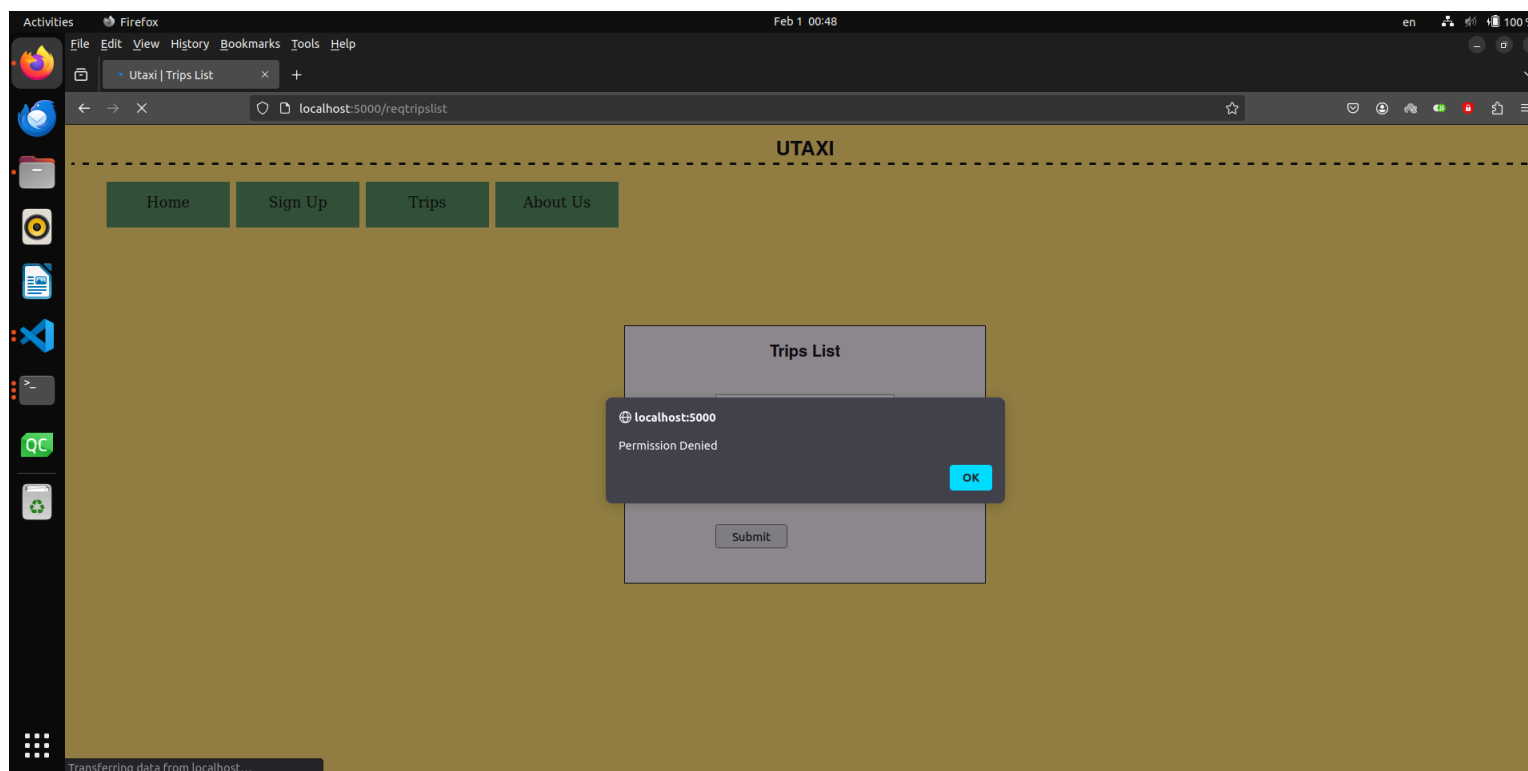 Activities Firefox Feb 1 00:48 en 100 %
File Edit View History Bookmarks Tools Help
Utaxi | Trips List
localhost:5000/reqtripslist
UTAXI
Home Sign Up Trips About Us
Trips List
localhost:5000
Permission Denied
OK
Submit
QC
Transferring data from localhost...